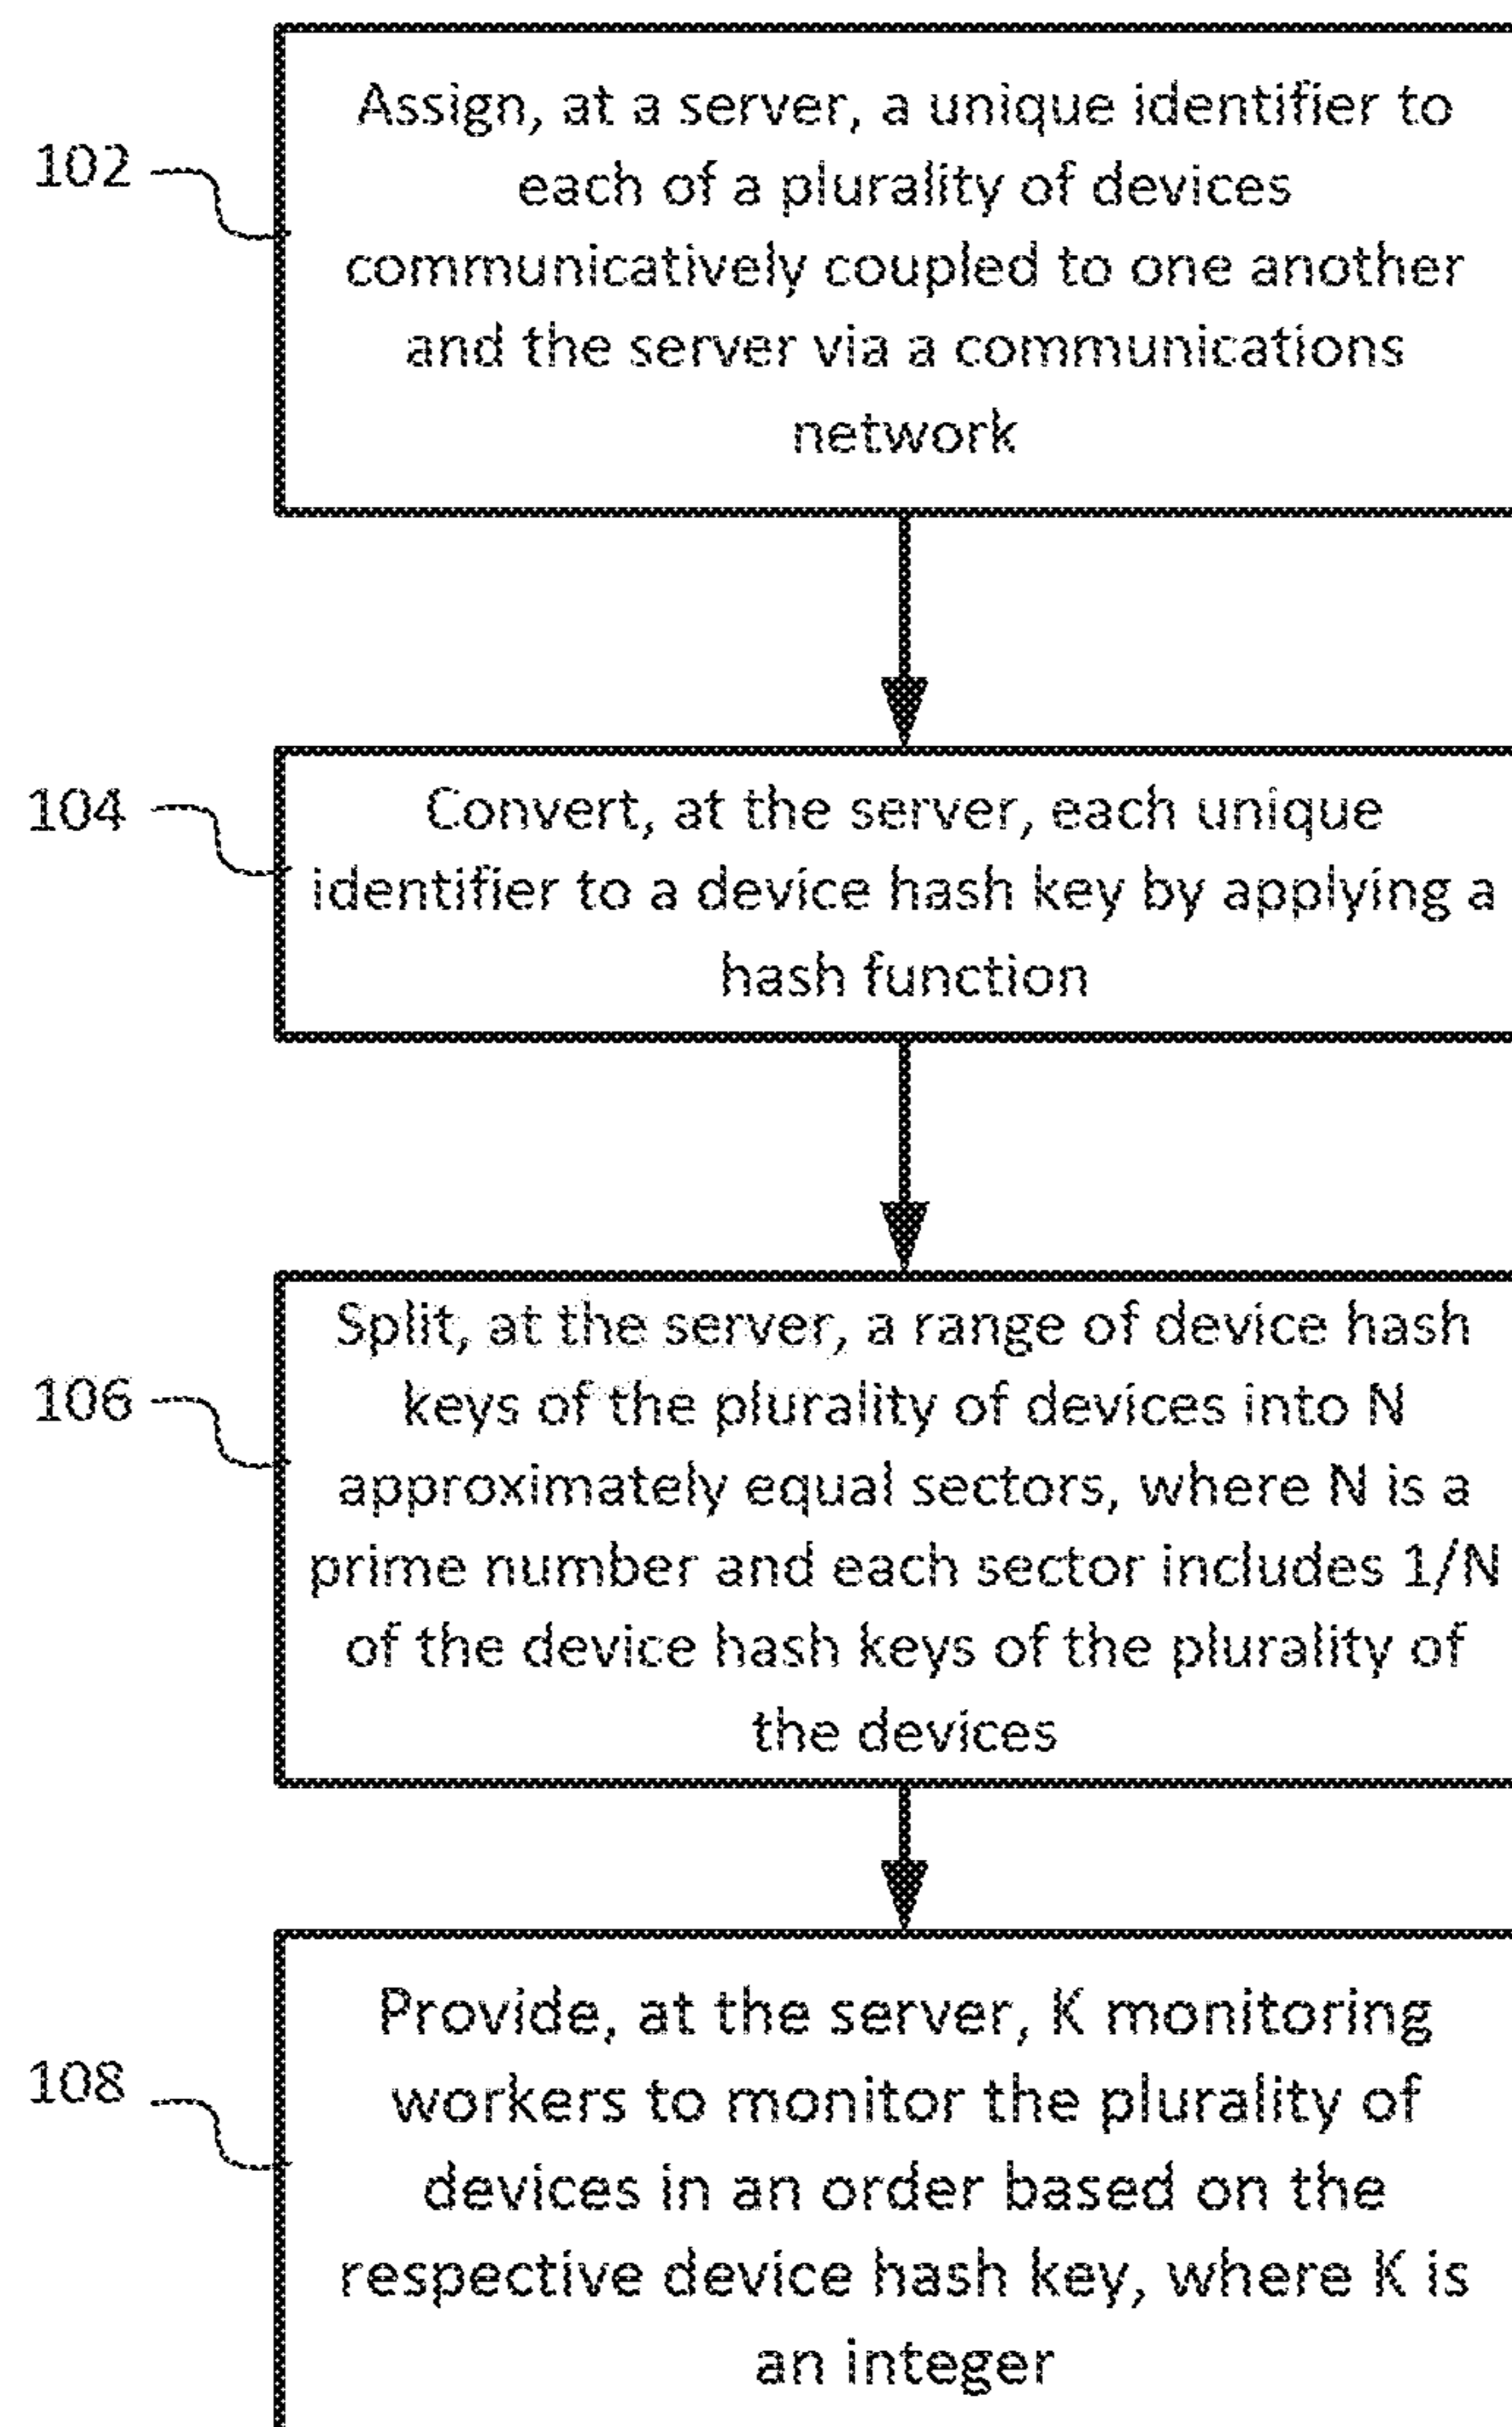 102
Assign, at a server, a unique identifier to
each of a plurality of devices
communicatively coupled to one another
and the server via a communications
network
104
Convert, at the server, each unique
identifier to a device hash key by applying a
hash function
106
Split, at the server, a range of device hash
keys of the plurality of devices into N
approximately equal sectors, where N is a
prime number and each sector includes 1/N
of the device hash keys of the plurality of
the devices
108
Provide, at the server, K monitoring
workers to monitor the plurality of
devices in an order based on the
respective device hash key, where K is
an integer